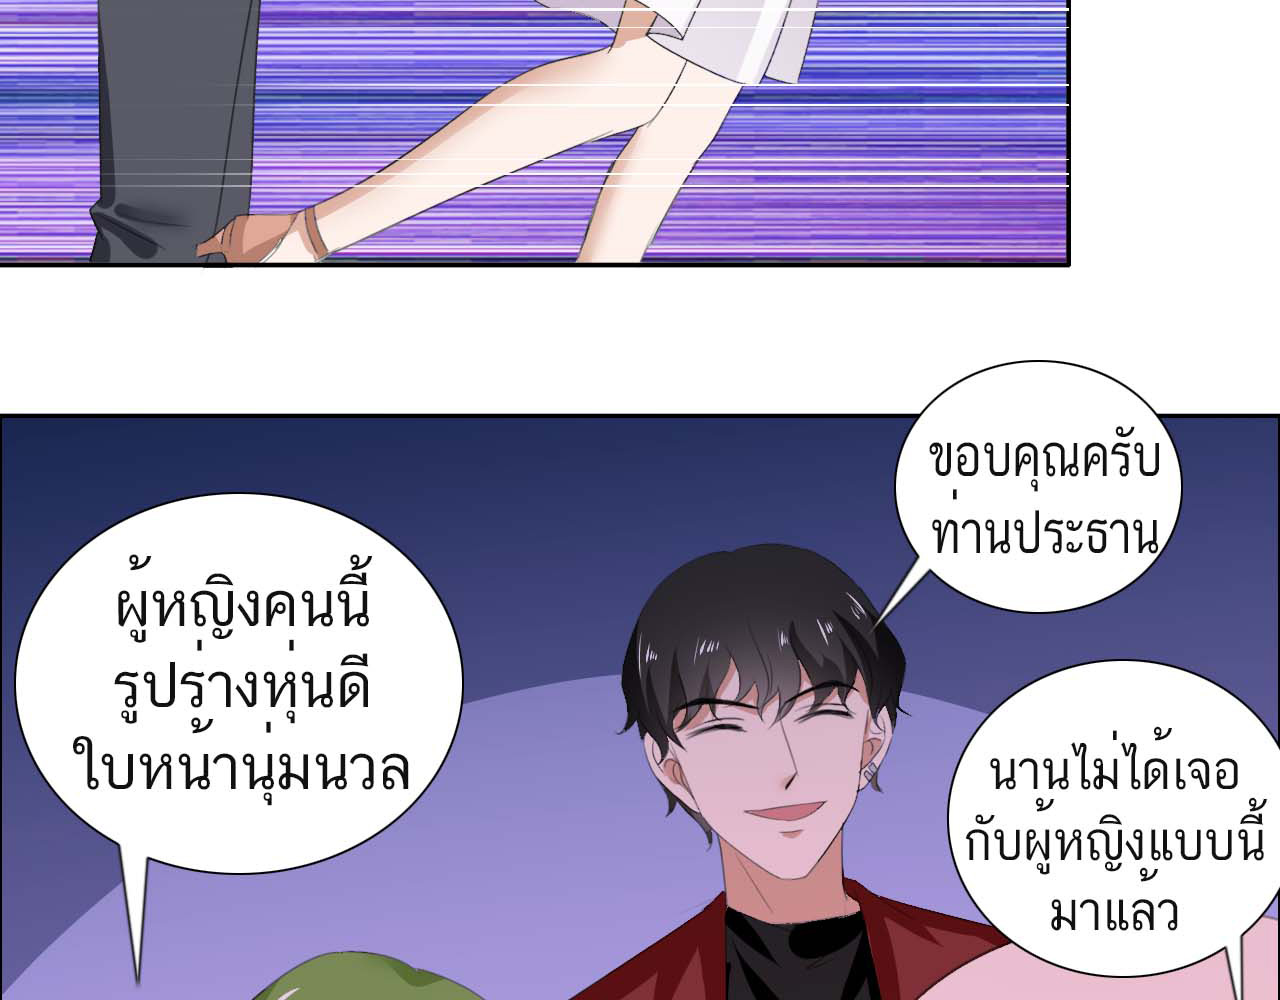 ขอบคุณครับ
ท่านประธาน
ผู้หญิงคนนี้
รูปร่างหุ่นดี
ใบหน้านุ่มนวล
นานไม่ได้เจอ
กับผู้หญิงแบบนี้
มาแล้ว